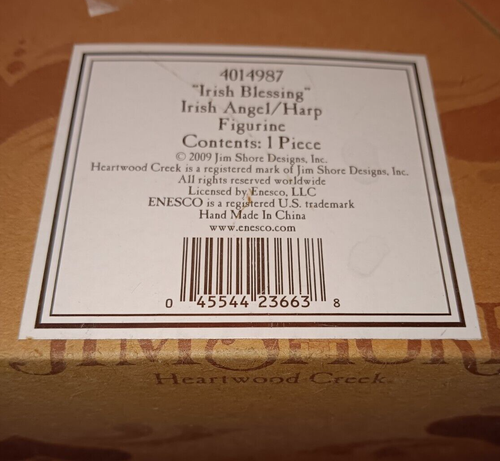 4014987
"Irish Blessing"
Irish Angel/Harp
Figurine
Contents: 1 Piece
© 2009 Jim Shore Designs, Inc.
Heartwood Creek is a registered mark of Jim Shore Designs, Inc.
All rights reserved worldwide
Licensed by Enesco, LLC
ENESCO is a registered U.S. trademark
Hand Made In China
www.enesco.com
0 45544 23663 8
JIM SHORE
Heartwood Creek